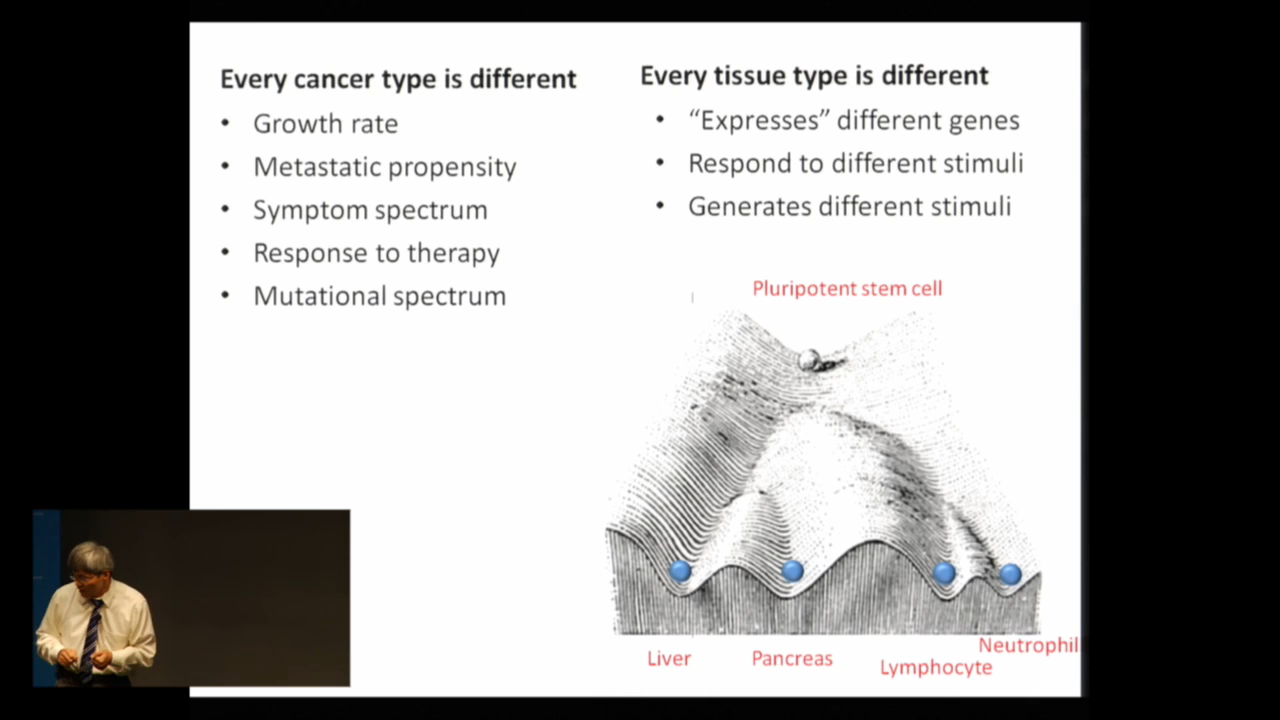 Every cancer type is different
• Growth rate
• Metastatic propensity
• Symptom spectrum
• Response to therapy
• Mutational spectrum
Every tissue type is different
• “Expresses” different genes
• Respond to different stimuli
• Generates different stimuli
Pluripotent stem cell
Liver
Pancreas
Lymphocyte
Neutrophil